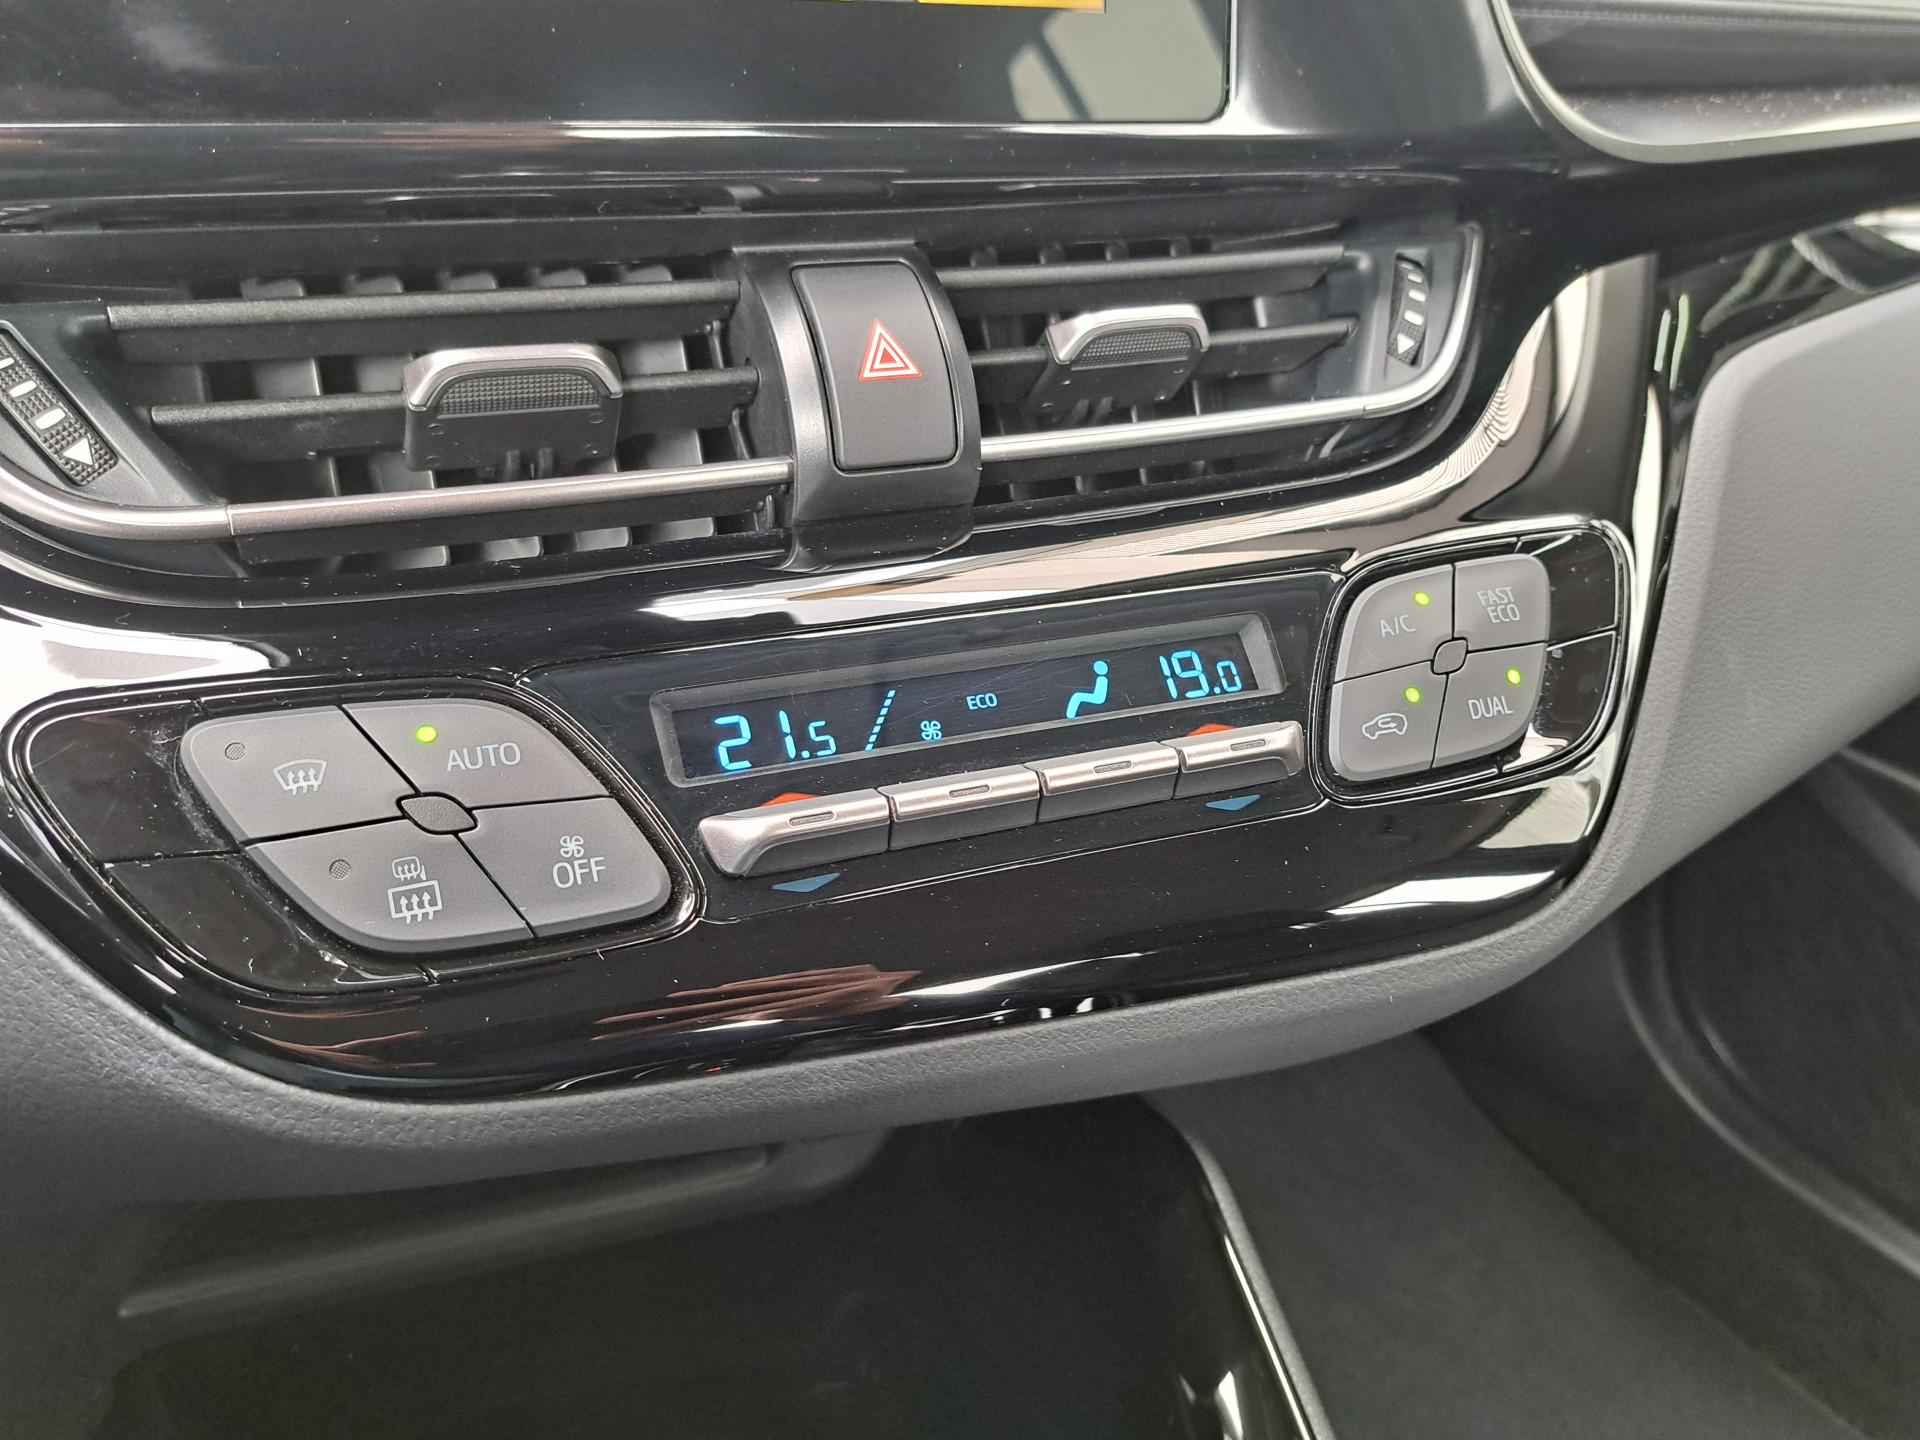 A/C
FAST
ECO
21.5
ECO
19.0
AUTO
DUAL
OFF